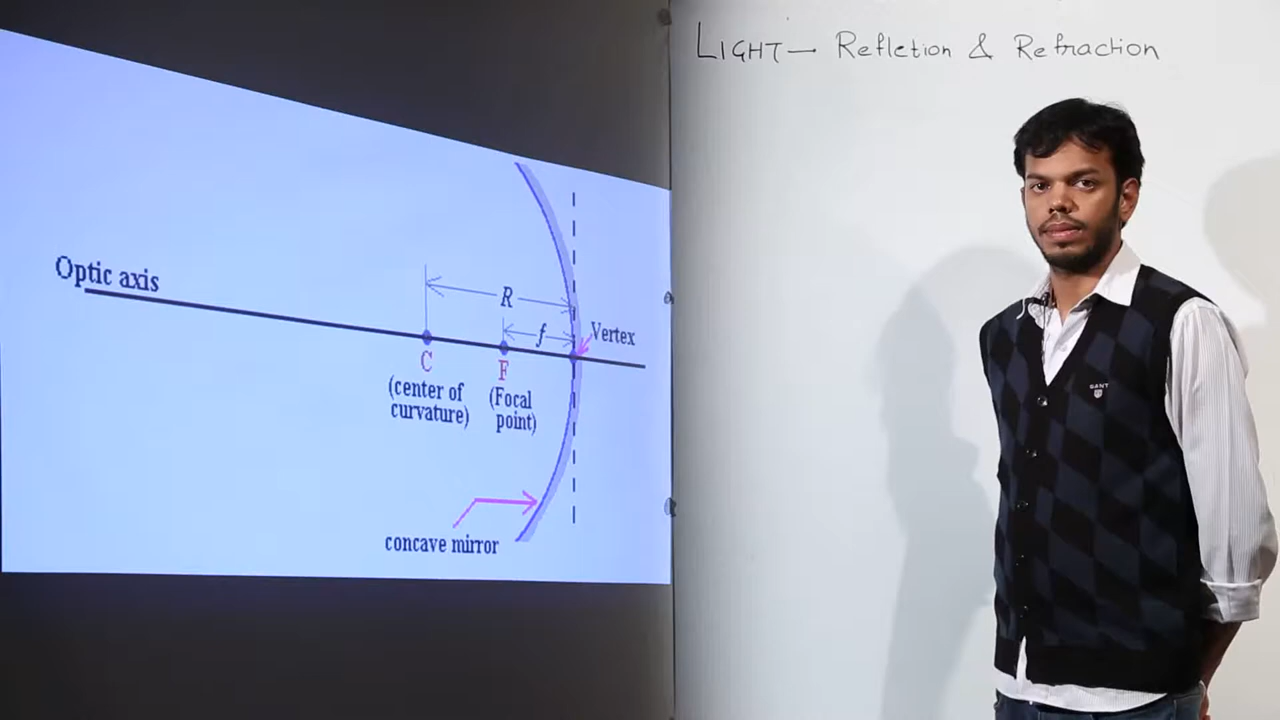 LIGHT— Refletion & Refraction
Optic axis
R
f
Vertex
C
(center of
curvature)
F
(Focal
point)
concave mirror
GANT